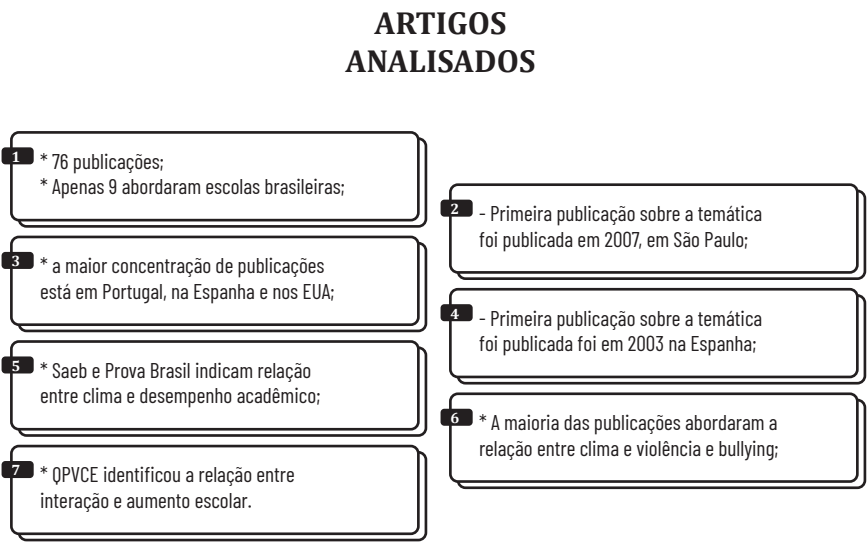 ARTIGOS
ANALISADOS
1
* 76 publicações;
* Apenas 9 abordaram escolas brasileiras;
2
- Primeira publicação sobre a temática
foi publicada em 2007, em São Paulo;
3
* a maior concentração de publicações
está em Portugal, na Espanha e nos EUA;
4
- Primeira publicação sobre a temática
foi publicada foi em 2003 na Espanha;
5
* Saeb e Prova Brasil indicam relação
entre clima e desempenho acadêmico;
6
* A maioria das publicações abordaram a
relação entre clima e violência e bullying;
7
* QPVCE identificou a relação entre
interação e aumento escolar.